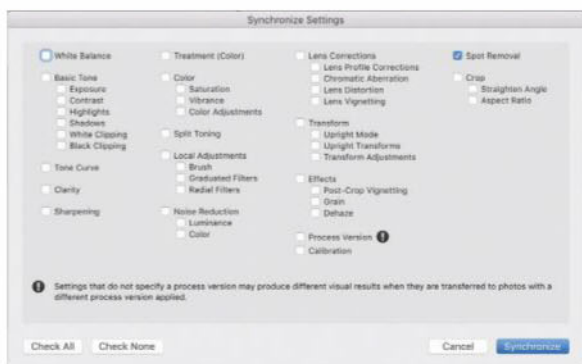 Synchronize Settings
White Balance
Basic Tone
Exposure
Contrast
Highlights
Shadows
White Clipping
Black Clipping
Tone Curve
Clarity
Sharpening
Treatment (Color)
Color
Saturation
Vibrance
Color Adjustments
Split Toning
Local Adjustments
Brush
Graduated Filters
Radial Filters
Noise Reduction
Luminance
Color
Lens Corrections
Lens Profile Corrections
Chromatic Aberration
Lens Distortion
Lens Vignetting
Transform
Upright Mode
Upright Transforms
Transform Adjustments
Effects
Post-Crop Vignetting
Grain
Dehaze
Process Version
Calibration
Spot Removal
Crop
Straighten Angle
Aspect Ratio
Settings that do not specify a process version may produce different visual results when they are transferred to photos with a
different process version applied.
Check All
Check None
Cancel
Synchronize